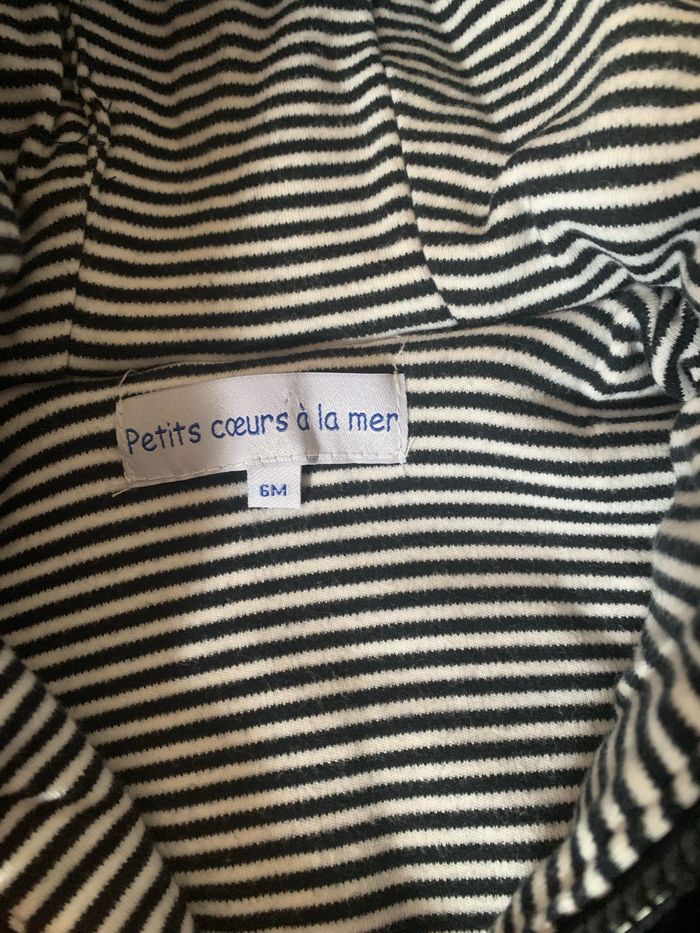 Petits cœurs à la mer
6M